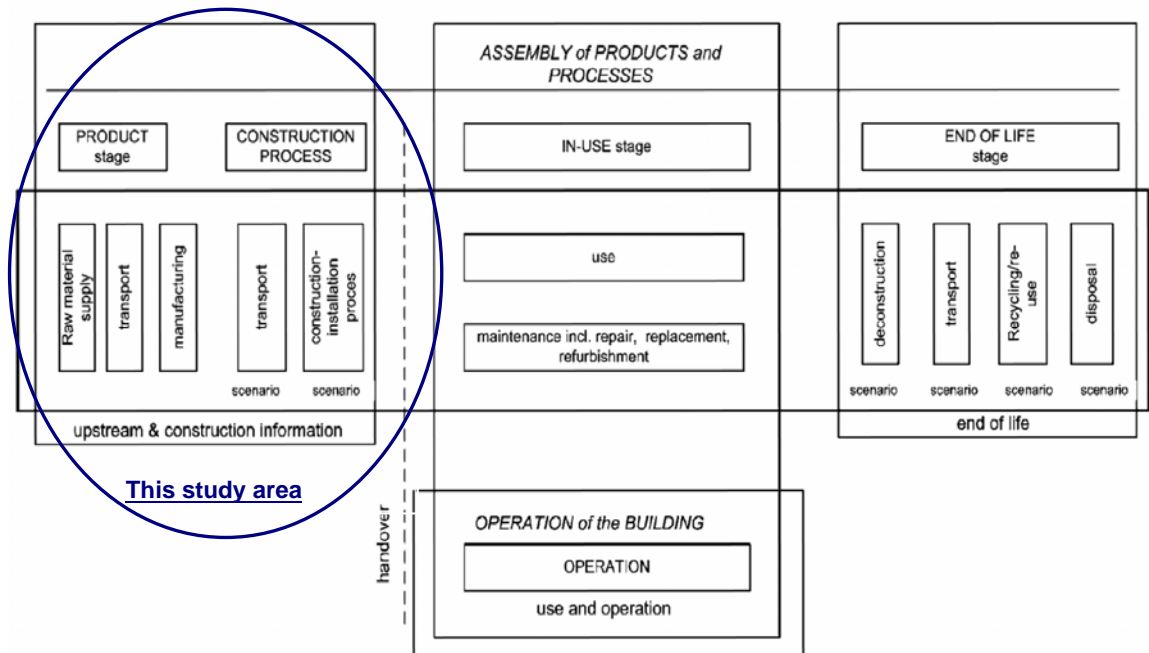 ASSEMBLY of PRODUCTS and
PROCESSES
PRODUCT
stage
CONSTRUCTION
PROCESS
IN-USE stage
END OF LIFE
stage
Raw material
supply
transport
manufacturing
transport
construction-
installation
proces
scenario
scenario
upstream & construction information
This study area
handover
use
maintenance incl. repair, replacement,
refurbishment
deconstruction
transport
Recycling/re-
use
disposal
scenario
scenario
scenario
scenario
end of life
OPERATION of the BUILDING
OPERATION
use and operation